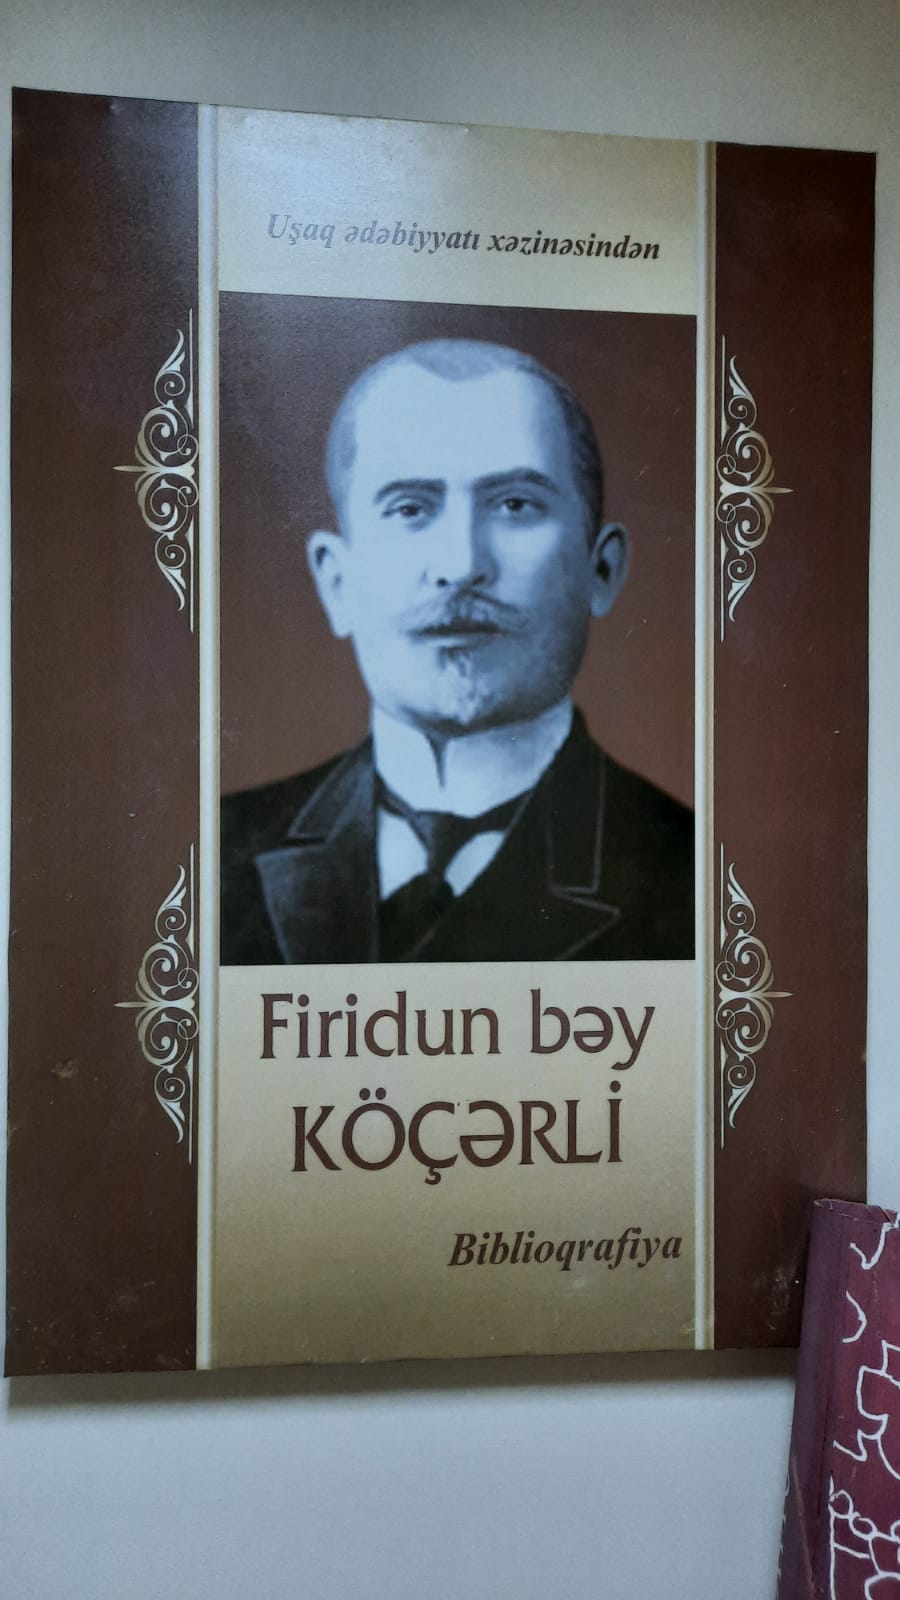 Uşaq ədəbiyyatı xəzinəsindən
Firidun bəy
KÖÇƏRLİ
Biblioqrafiya